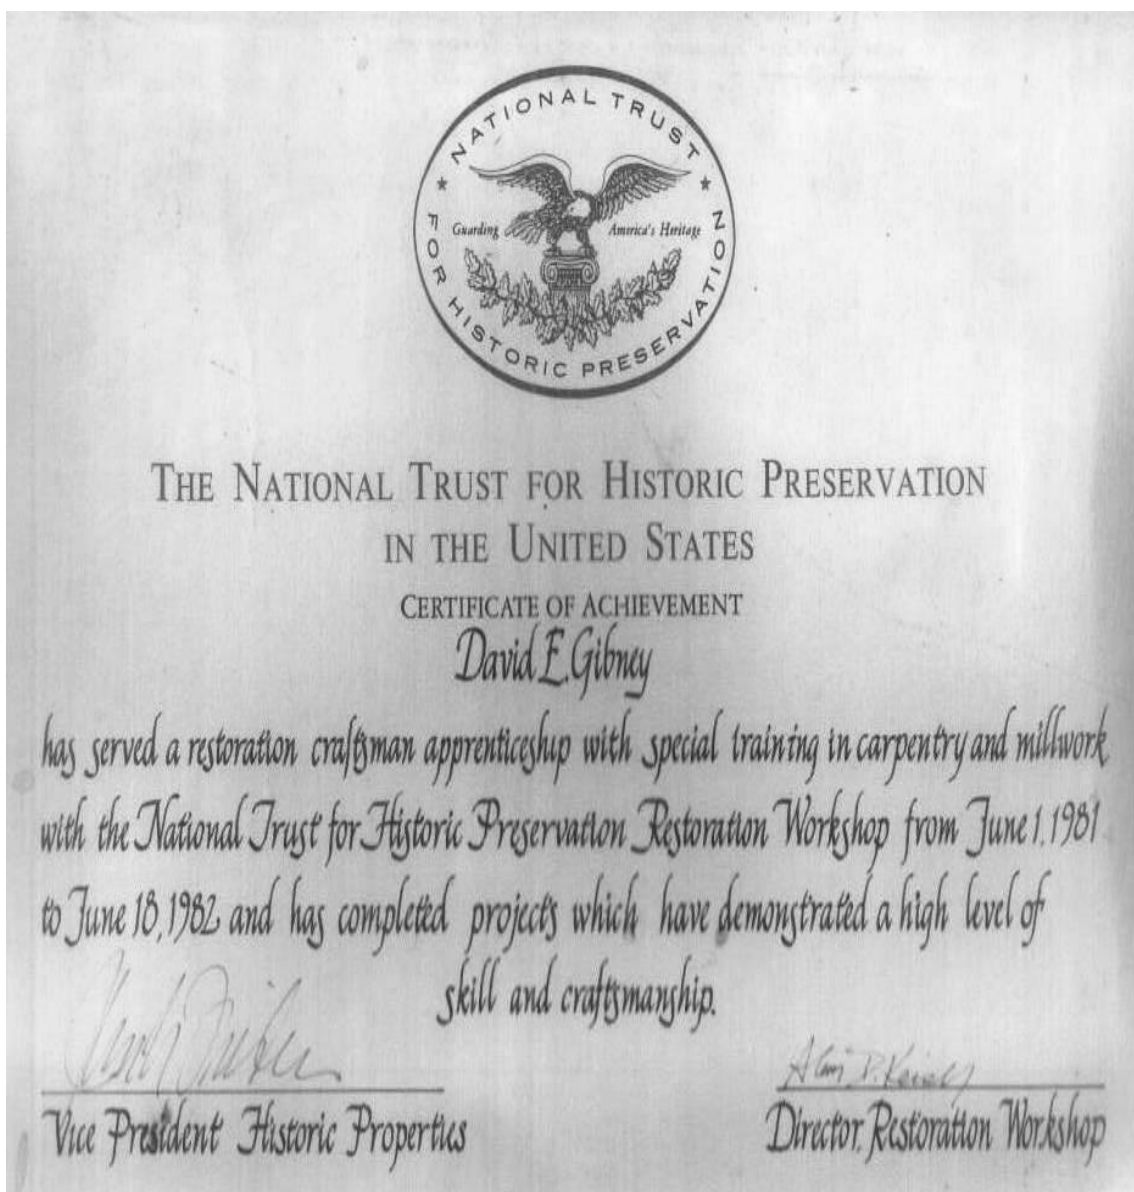 NATIONAL TRUST
FOR HISTORIC PRESERVATION
Guarding America's Heritage
THE NATIONAL TRUST FOR HISTORIC PRESERVATION
IN THE UNITED STATES
CERTIFICATE OF ACHIEVEMENT
David E. Gibney
has served a restoration craftsman apprenticeship with special training in carpentry and millwork
with the National Trust for Historic Preservation Restoration Workshop from June 1, 1981
to June 18, 1982 and has completed projects which have demonstrated a high level of
skill and craftsmanship.
Vice President Historic Properties
Director, Restoration Workshop